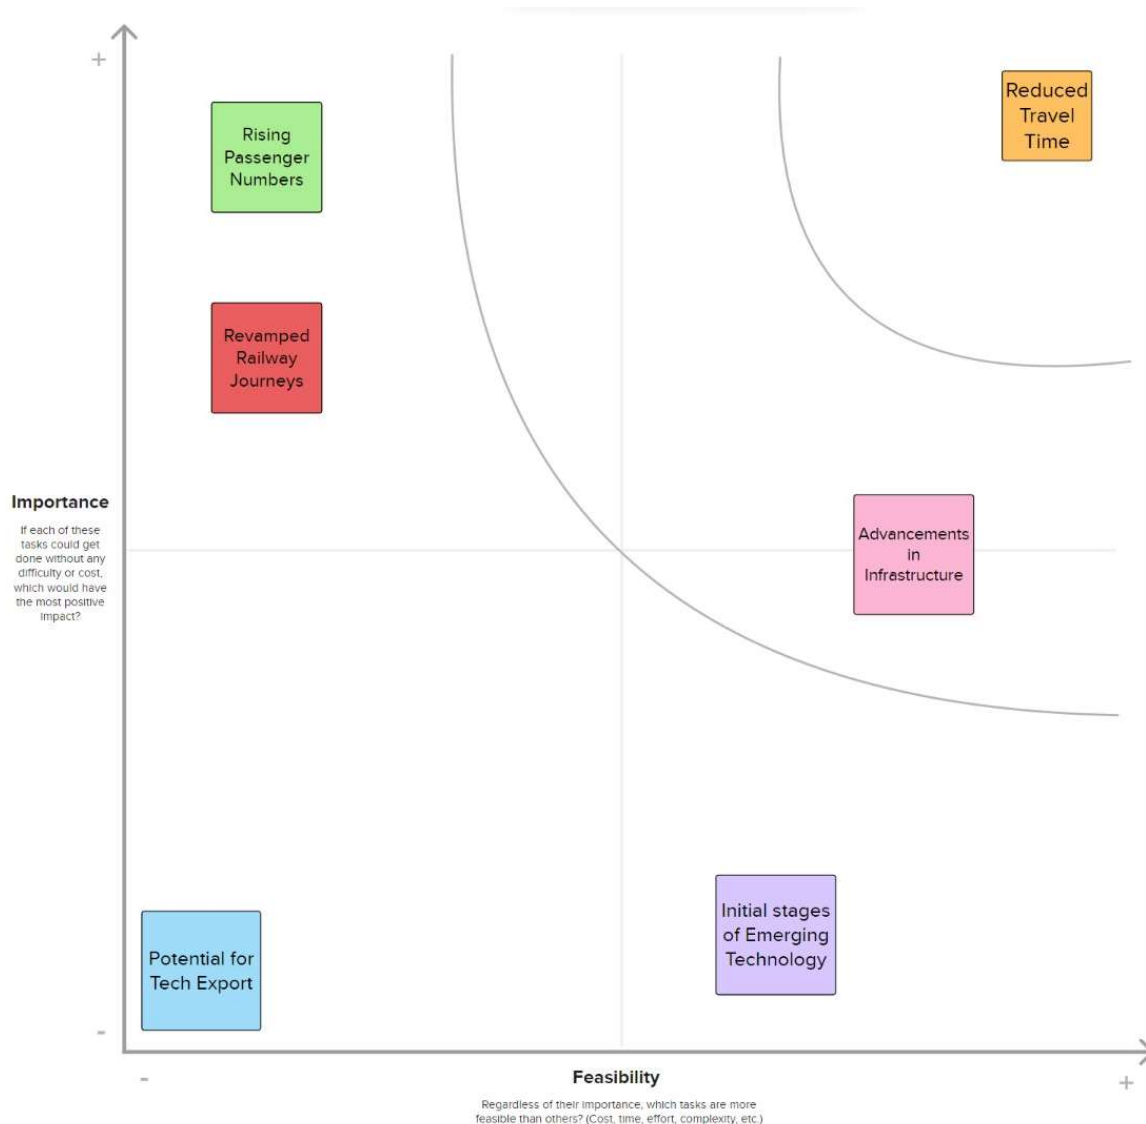 +
Rising
Passenger
Numbers
Reduced
Travel
Time
Revamped
Railway
Journeys
Importance
If each of these
tasks could get
done without any
difficulty or cost,
which would have
the most positive
impact?
Advancements
in
Infrastructure
Potential for
Tech Export
Initial stages
of Emerging
Technology
-
-
Feasibility
+
Regardless of their importance, which tasks are more
feasible than others? (Cost, time, effort, complexity, etc.)